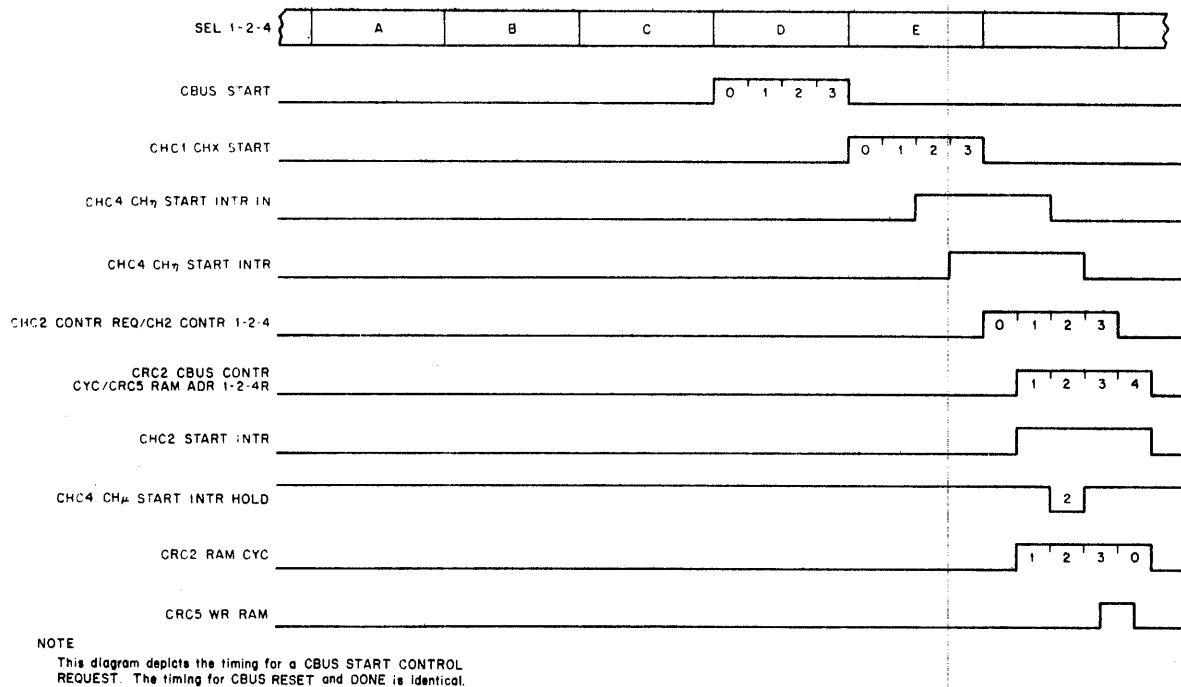 SEL 1-2-4 A B C D E
CBUS START 0 1 2 3
CHC1 CHX START 0 1 2 3
CHC4 CHη START INTR IN
CHC4 CHη START INTR
CHC2 CONTR REQ/CH2 CONTR 1-2-4 0 1 2 3
CRC2 CBUS CONTR
CYC/CRC5 RAM ADR 1-2-4R 1 2 3 4
CHC2 START INTR
CHC4 CHμ START INTR HOLD 2
CRC2 RAM CYC 1 2 3 0
CRC5 WR RAM
NOTE
This diagram depicts the timing for a CBUS START CONTROL
REQUEST. The timing for CBUS RESET and DONE is identical.